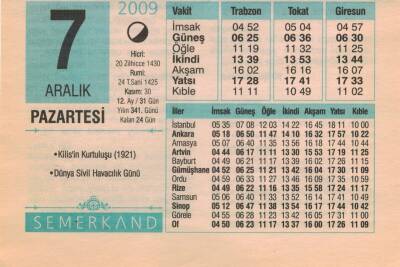 2009
7
ARALIK
PAZARTESİ
Hicri:
20 Zilhicce 1430
Rumi:
24 T.Sani 1425
Kasım: 30
12. Ay / 31 Gün
Yılın 341. Günü
Kalan 24 Gün
•Kilis'in Kurtuluşu (1921)
•Dünya Sivil Havacılık Günü
SEMERKAND
Vakit Trabzon Tokat Giresun
İmsak 04 52 05 04 04 57
Güneş 06 25 06 36 06 30
Öğle 11 19 11 32 11 25
İkindi 13 39 13 53 13 44
Akşam 16 02 16 16 16 07
Yatsı 17 28 17 41 17 33
Kıble 11 11 10 49 11 02
İller İmsak Güneş Öğle İkindi Akşam Yatsı Kıble
İstanbul 05 35 07 08 12 03 14 22 16 45 18 11 10 00
Ankara 05 18 06 50 11 47 14 10 16 32 17 57 10 22
Amasya 05 07 06 40 11 35 13 56 16 18 17 44 10 45
Artvin 04 44 06 17 11 11 13 30 15 53 17 19 11 25
Bayburt 04 49 06 21 11 17 13 38 16 00 17 26 11 15
Gümüşhane 04 52 06 24 11 19 13 41 16 04 17 30 11 09
Ordu 04 59 06 33 11 27 13 46 16 09 17 35 10 59
Rize 04 49 06 22 11 16 13 35 15 58 17 24 11 17
Samsun 05 06 06 40 11 33 13 52 16 15 17 42 10 48
Sinop 05 12 06 47 11 38 13 54 16 17 17 44 10 42
Görele 04 55 06 28 11 22 13 42 16 05 17 31 11 05
Of 04 50 06 23 11 17 13 37 16 00 17 26 11 09